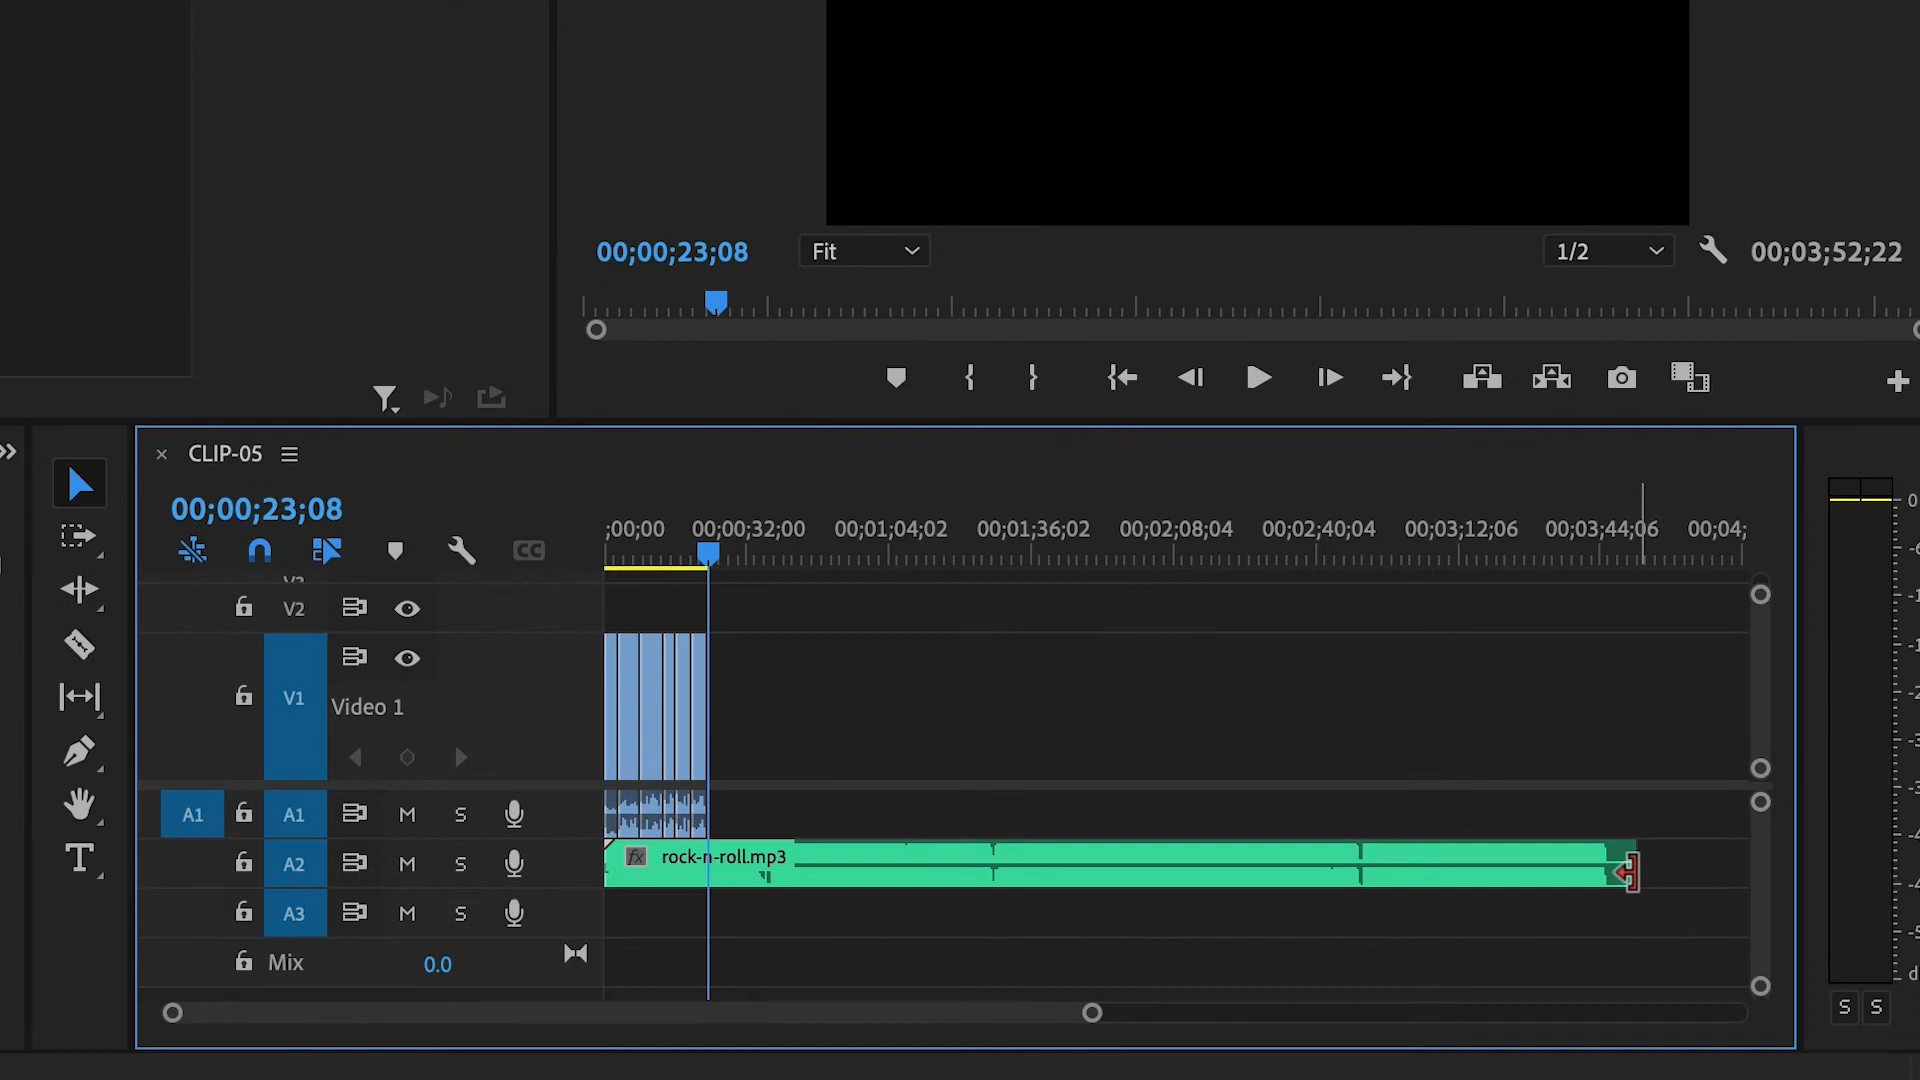 00;00;23;08 Fit 1/2 00;03;52;22
CLIP-05
00;00;23;08
;00;00 00;00;32;00 00;01;04;02 00;01;36;02 00;02;08;04 00;02;40;04 00;03;12;06 00;03;44;06 00;04;
CC
V2
V1 Video 1
A1 A1 M S
A2 M S fx rock-n-roll.mp3
A3 M S
Mix 0.0
0
S S